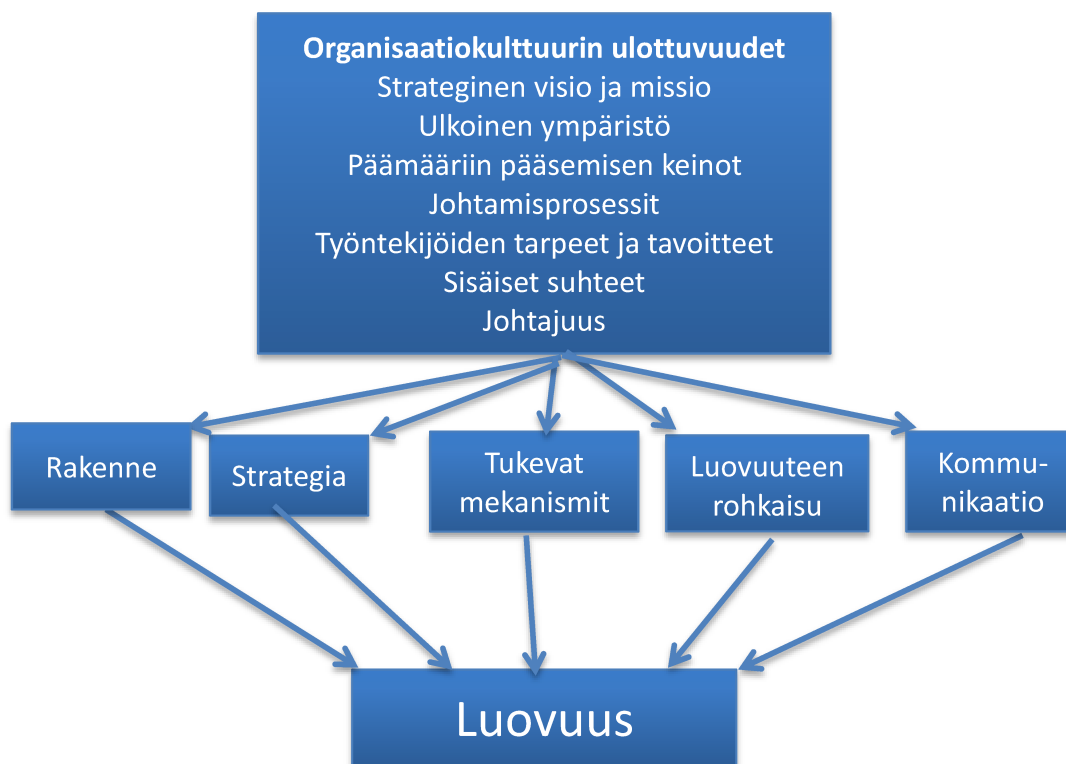 Organisaatiokulttuurin ulottuvuudet
Strateginen visio ja missio
Ulkoinen ympäristö
Päämääriin pääsemisen keinot
Johtamisprosessit
Työntekijöiden tarpeet ja tavoitteet
Sisäiset suhteet
Johtajuus
Rakenne
Strategia
Tukevat
mekanismit
Luovuuteen
rohkaisu
Kommu-
nikaatio
Luovuus